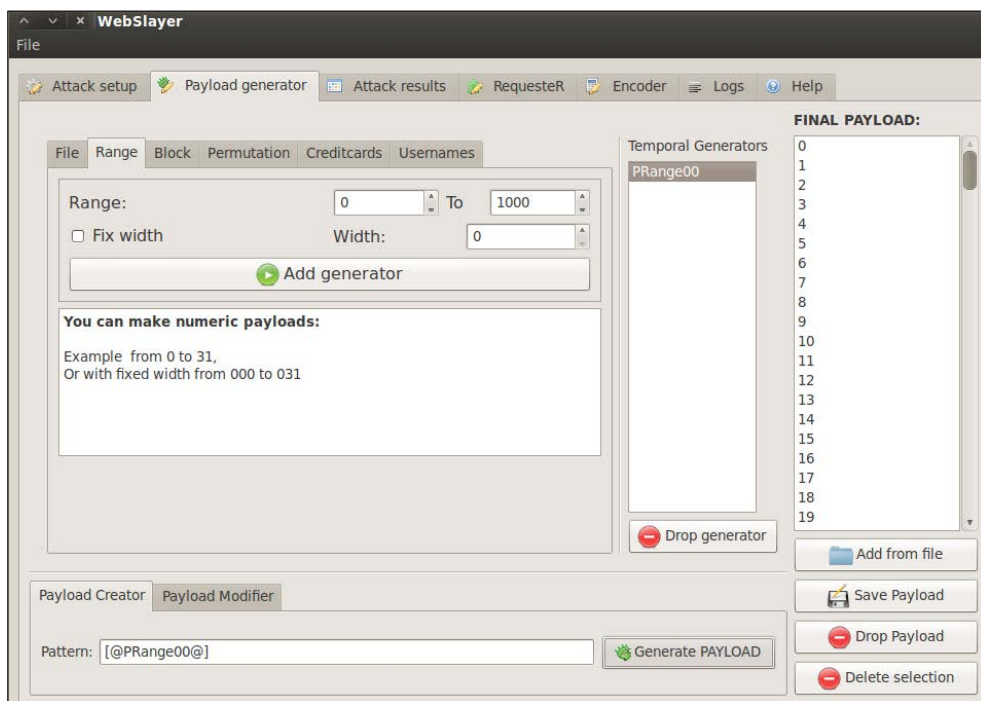 WebSlayer
File
Attack setup
Payload generator
Attack results
RequesteR
Encoder
Logs
Help
File
Range
Block
Permutation
Creditcards
Usernames
Range:
0
To
1000
Fix width
Width:
0
Add generator
You can make numeric payloads:
Example from 0 to 31,
Or with fixed width from 000 to 031
Temporal Generators
PRange00
Drop generator
FINAL PAYLOAD:
0
1
2
3
4
5
6
7
8
9
10
11
12
13
14
15
16
17
18
19
Add from file
Save Payload
Drop Payload
Delete selection
Payload Creator
Payload Modifier
Pattern:
[@PRange00@]
Generate PAYLOAD